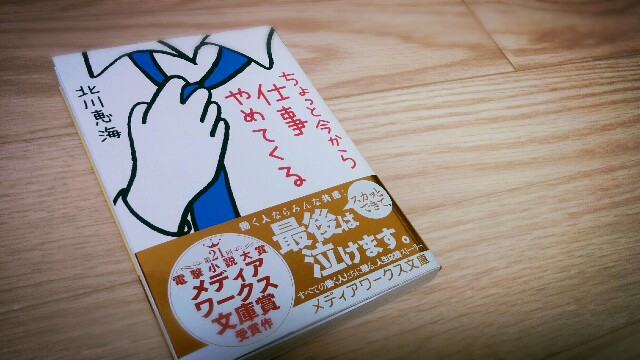 ちょっと今から
仕事
やめてくる
北川恵海
働く人ならみんな共感!
スカッと
できて、
最後は
泣けます。
すべての働く人たちに贈る、人生応援ストーリー
第21回
電撃小説大賞
メディア
ワークス
文庫賞
受賞作
メディアワークス文庫